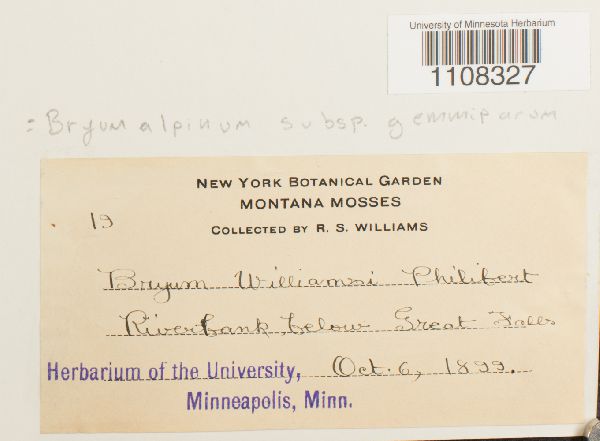 University of Minnesota Herbarium
1108327
= Bryum alpinum subsp. gemmiparum
NEW YORK BOTANICAL GARDEN
MONTANA MOSSES
COLLECTED BY R. S. WILLIAMS
19
Bryum Williamsi Philibert
Riverbank, below Great Falls
Oct. 6, 1899.
Herbarium of the University,
Minneapolis, Minn.